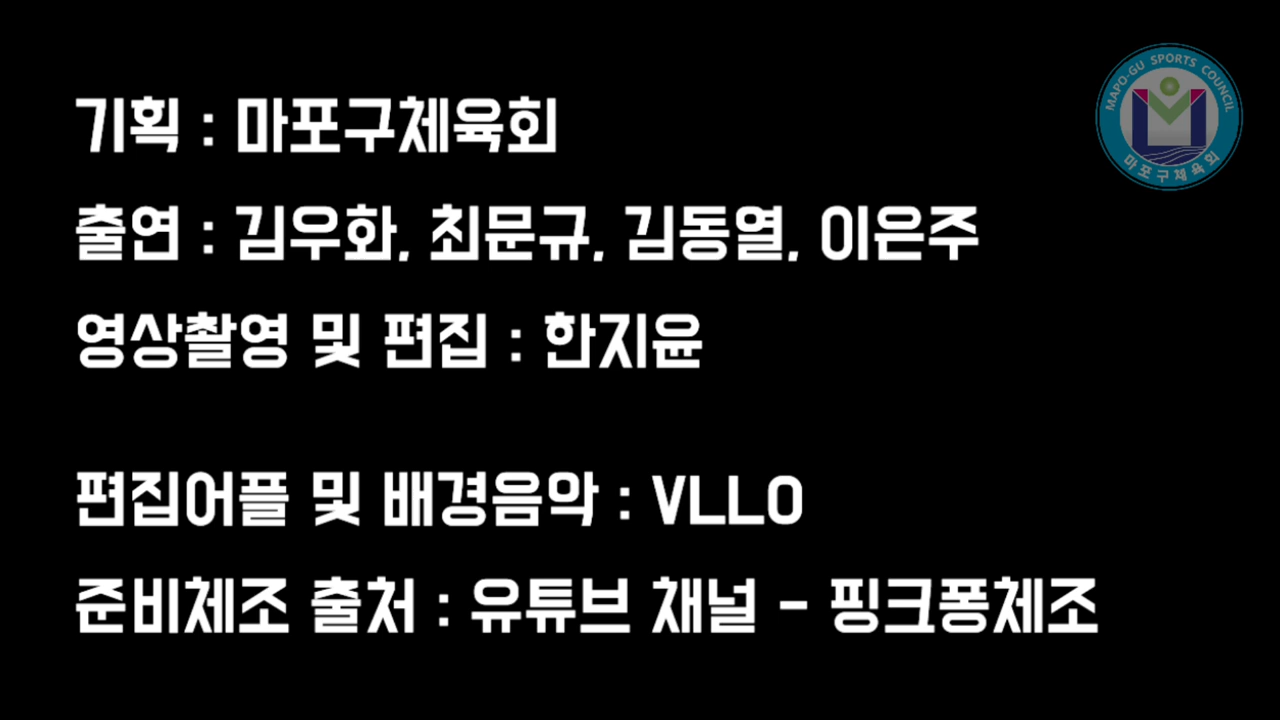 기획 : 마포구체육회
출연 : 김우화, 최문규, 김동열, 이은주
영상촬영 및 편집 : 한지윤
편집어플 및 배경음악 : VLLO
준비체조 출처 : 유튜브 채널 - 핑크퐁체조
MAPO-GU SPORTS COUNCIL
마포구체육회